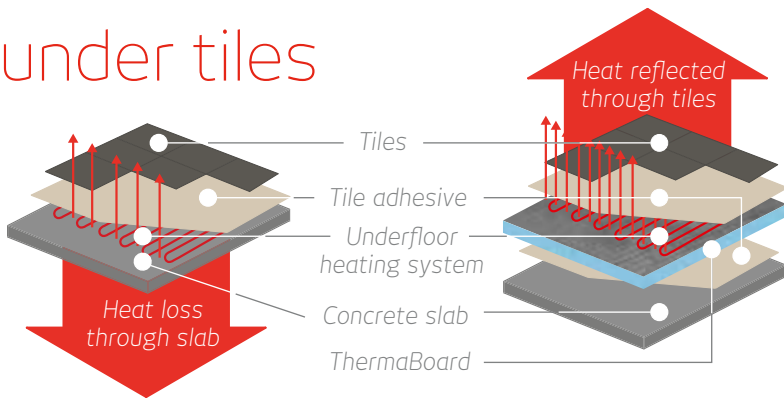 under tiles
Heat reflected
through tiles
Tiles
Tile adhesive
Underfloor
heating system
Heat loss
through slab
Concrete slab
ThermaBoard